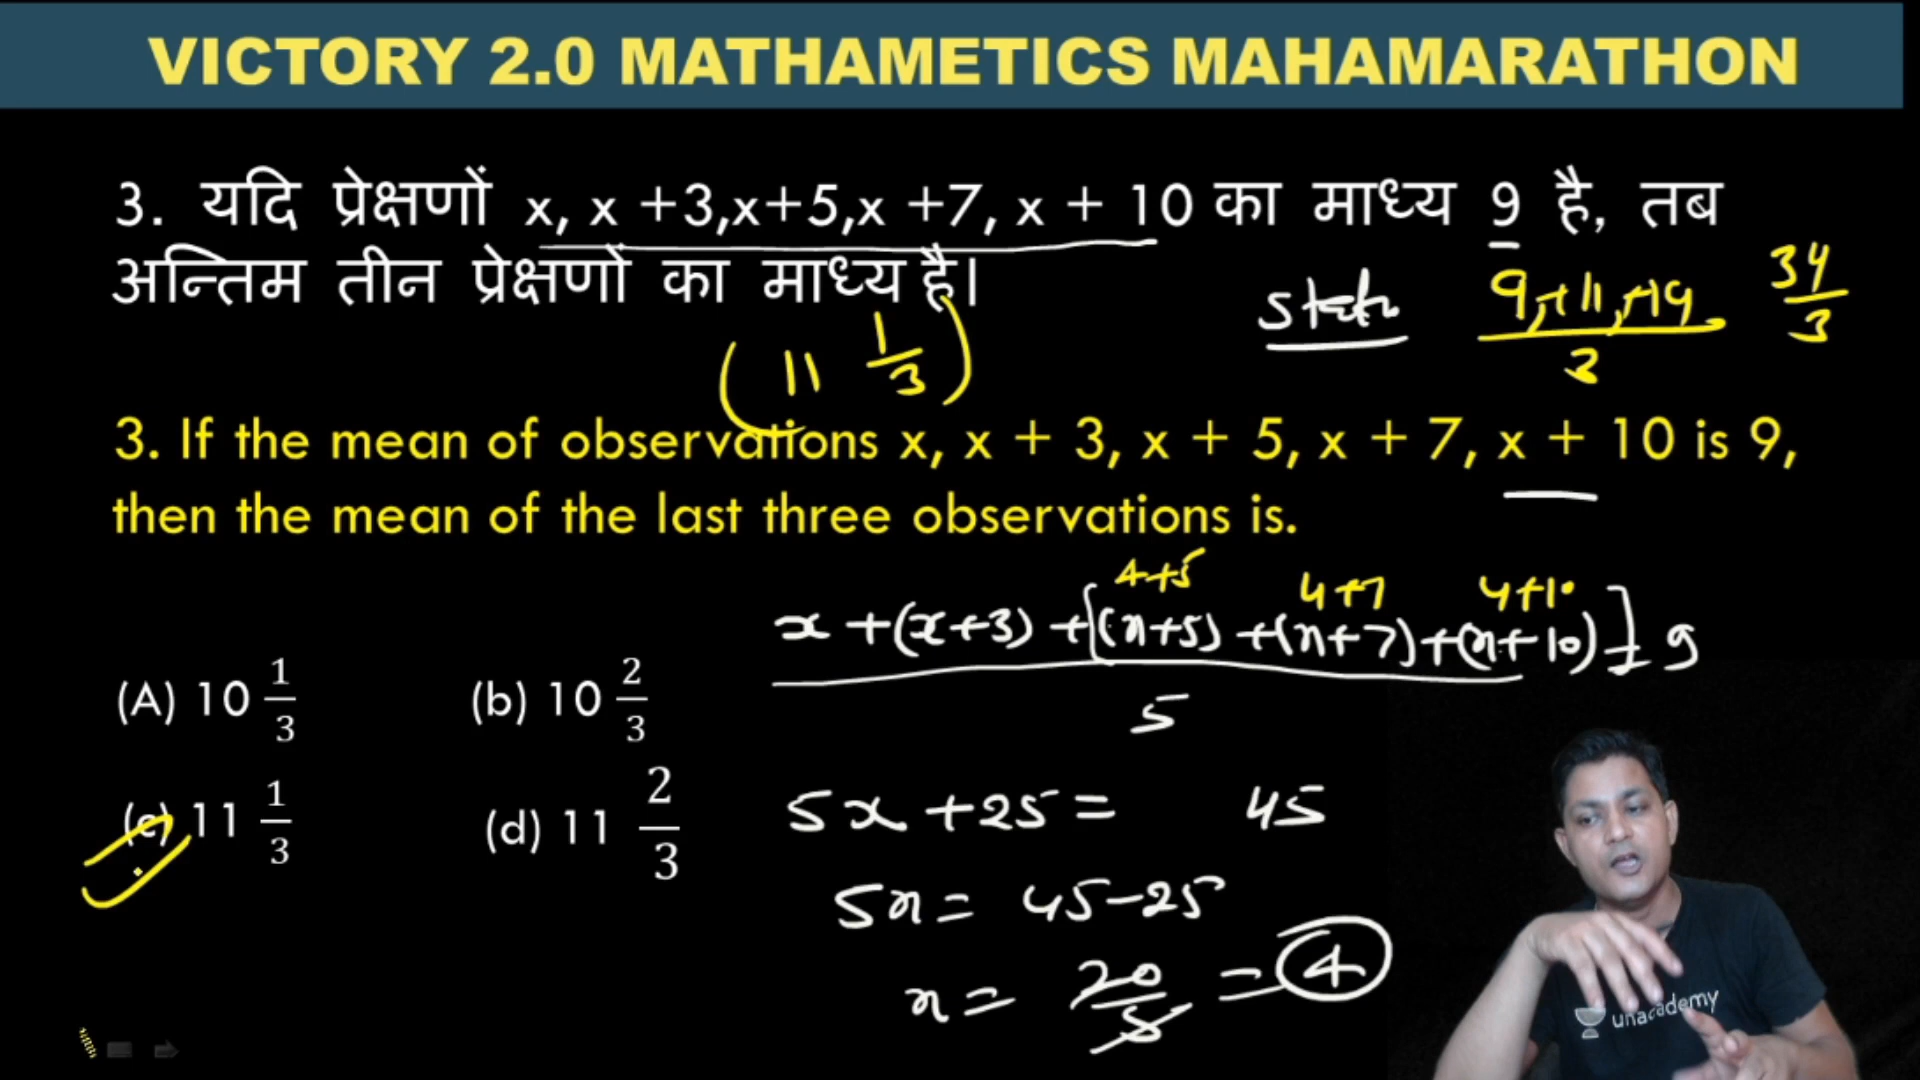 VICTORY 2.0 MATHAMETICS MAHAMARATHON
3. यदि प्रेक्षणों x, x +3,x+5,x +7, x + 10 का माध्य 9 है, तब
अन्तिम तीन प्रेक्षणों का माध्य है।
9, + 11, + 14
3
34
3
( 11 1/3 )
3. If the mean of observations x, x + 3, x + 5, x + 7, x + 10 is 9,
then the mean of the last three observations is.
4+5 4+7 4+10
x + (x+3) + [(x+5) + (x+7) + (x+10)] = 9
5
(A) 10 1/3 (b) 10 2/3
(c) 11 1/3 (d) 11 2/3
5x + 25 = 45
5x = 45-25
x = 20/5 = 4
unacademy